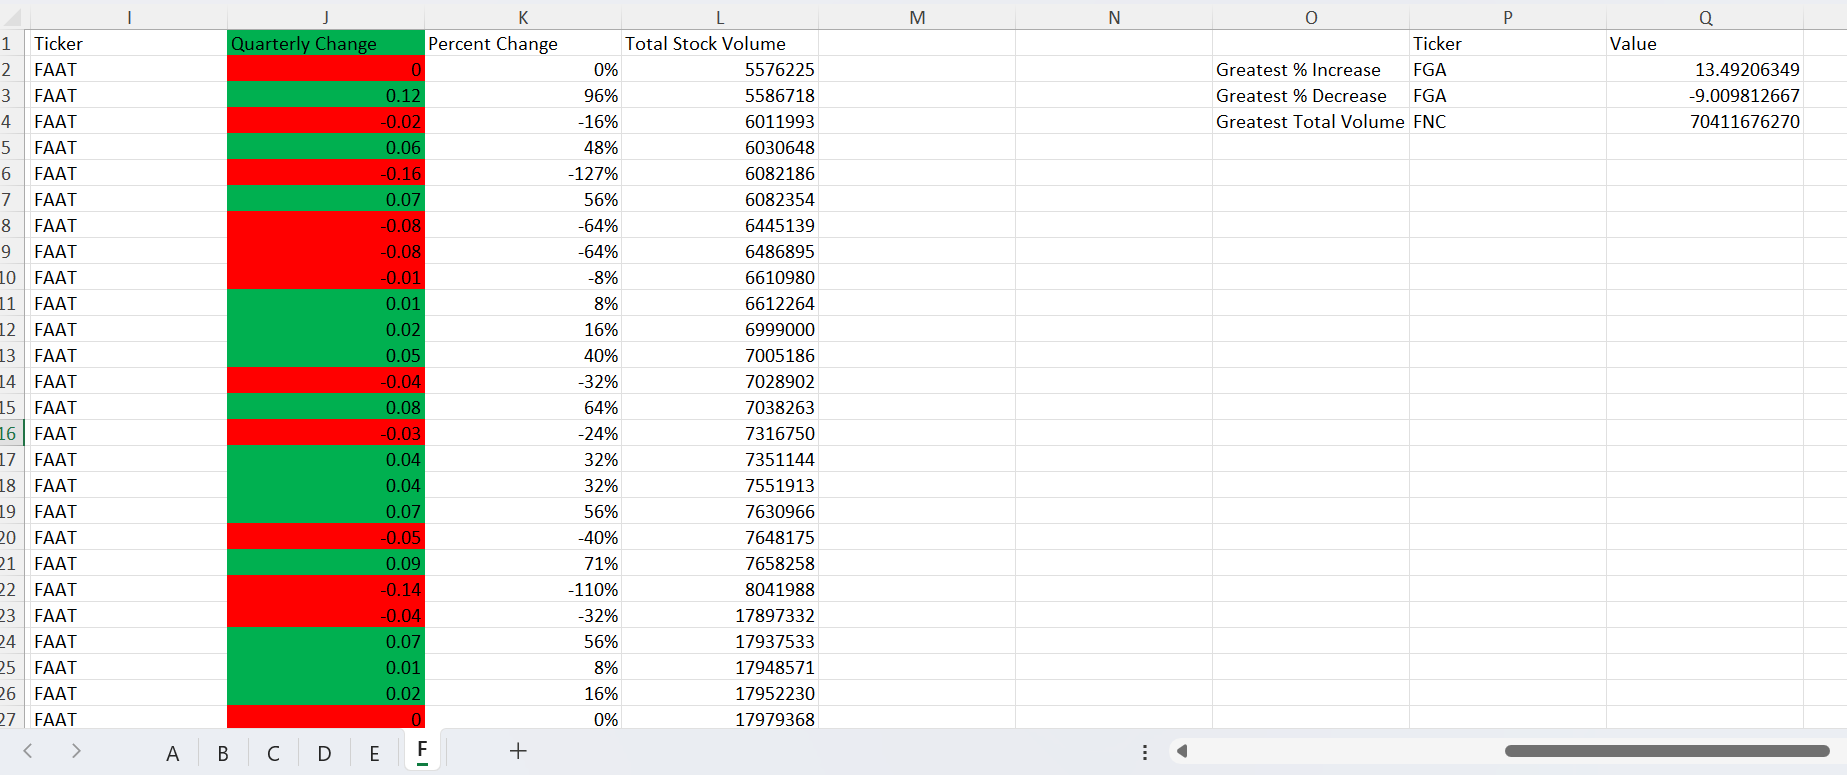 I J K L M N O P Q
1 Ticker Quarterly Change Percent Change Total Stock Volume Ticker Value
2 FAAT 0 0% 5576225 Greatest % Increase FGA 13.49206349
3 FAAT 0.12 96% 5586718 Greatest % Decrease FGA -9.009812667
4 FAAT -0.02 -16% 6011993 Greatest Total Volume FNC 70411676270
5 FAAT 0.06 48% 6030648
6 FAAT -0.16 -127% 6082186
7 FAAT 0.07 56% 6082354
8 FAAT -0.08 -64% 6445139
9 FAAT -0.08 -64% 6486895
10 FAAT -0.01 -8% 6610980
11 FAAT 0.01 8% 6612264
12 FAAT 0.02 16% 6999000
13 FAAT 0.05 40% 7005186
14 FAAT -0.04 -32% 7028902
15 FAAT 0.08 64% 7038263
16 FAAT -0.03 -24% 7316750
17 FAAT 0.04 32% 7351144
18 FAAT 0.04 32% 7551913
19 FAAT 0.07 56% 7630966
20 FAAT -0.05 -40% 7648175
21 FAAT 0.09 71% 7658258
22 FAAT -0.14 -110% 8041988
23 FAAT -0.04 -32% 17897332
24 FAAT 0.07 56% 17937533
25 FAAT 0.01 8% 17948571
26 FAAT 0.02 16% 17952230
27 FAAT 0 0% 17979368
A B C D E F +